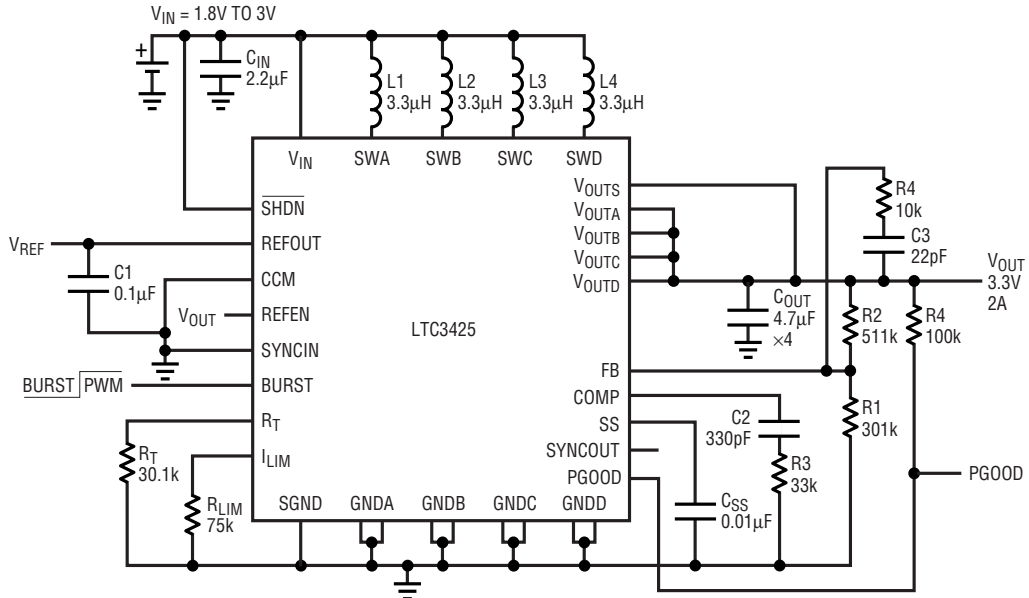 VIN = 1.8V TO 3V
+
CIN
2.2µF
L1
3.3µH
L2
3.3µH
L3
3.3µH
L4
3.3µH
VIN
SWA
SWB
SWC
SWD
SHDN
REFOUT
CCM
REFEN
SYNCIN
BURST
RT
ILIM
SGND
GNDA
GNDB
GNDC
GNDD
LTC3425
VOUTS
VOUTA
VOUTB
VOUTC
VOUTD
FB
COMP
SS
SYNCOUT
PGOOD
VREF
C1
0.1µF
VOUT
BURST PWM
RT
30.1k
RLIM
75k
R4
10k
C3
22pF
VOUT
3.3V
2A
COUT
4.7µF
×4
R2
511k
R4
100k
R1
301k
C2
330pF
R3
33k
CSS
0.01µF
PGOOD